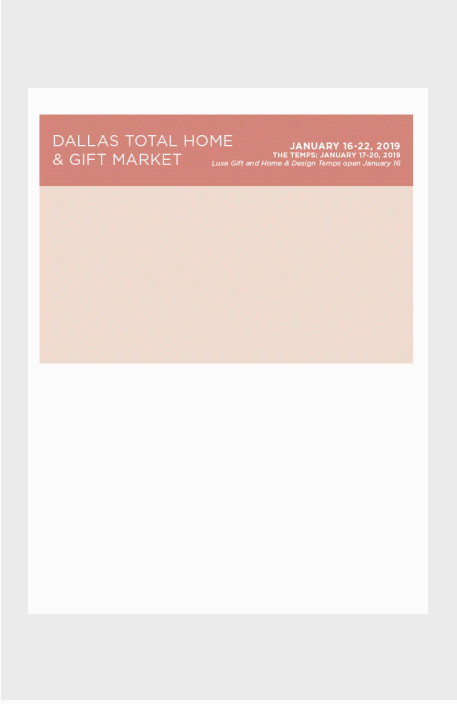 DALLAS TOTAL HOME
& GIFT MARKET
JANUARY 16-22, 2019
THE TEMPS: JANUARY 17-20, 2019
Luxe Gift and Home & Design Temps open January 16